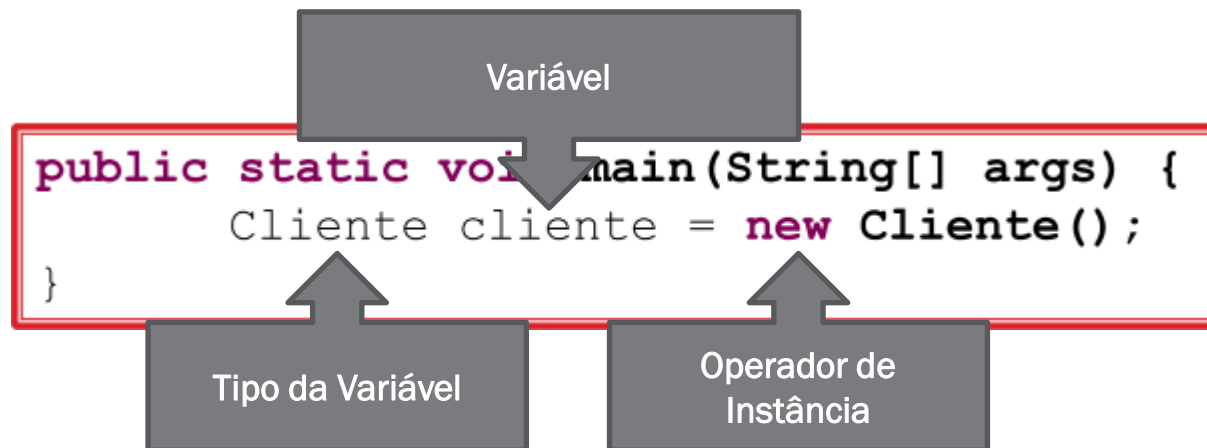 Variável
public static voi main(String[] args) {
Cliente cliente = new Cliente();
}
Tipo da Variável
Operador de
Instância